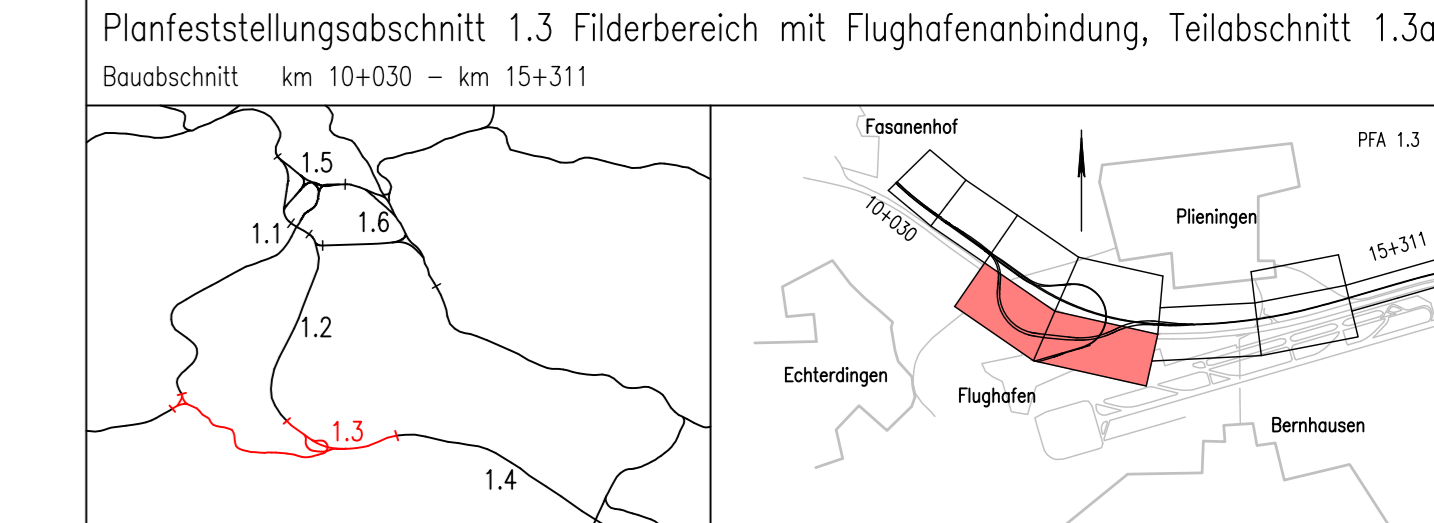 Planfeststellungsabschnitt 1.3 Filderbereich mit Flughafenanbindung, Teilabschnitt 1.3a
Bauabschnitt km 10+030 – km 15+311
1.5
1.6
1.1
1.2
1.3
1.4
Fasanenhof
PFA 1.3
10+030
Plieningen
15+311
Echterdingen
Flughafen
Bernhausen